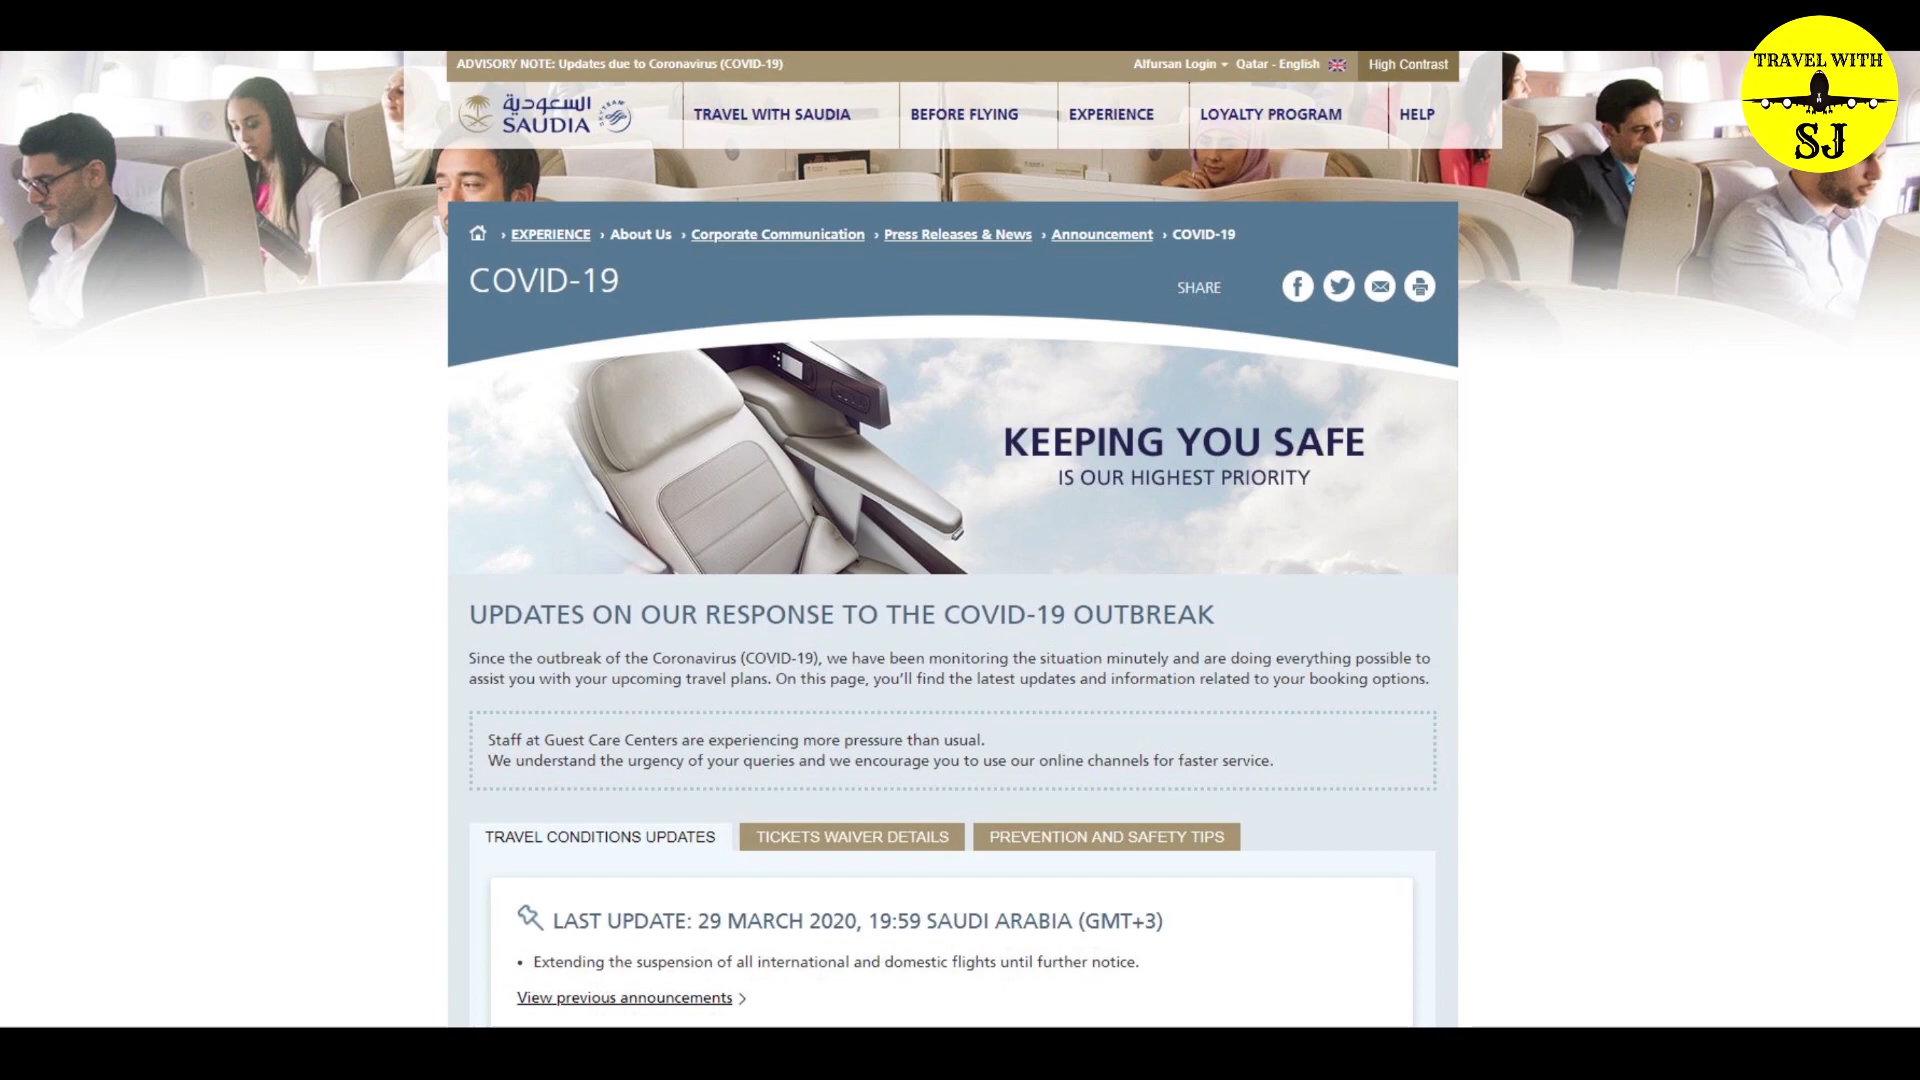 ADVISORY NOTE: Updates due to Coronavirus (COVID-19)
Alfursan Login
Qatar - English
High Contrast
TRAVEL WITH
SJ
السعودية
SAUDIA
SKYTEAM
TRAVEL WITH SAUDIA
BEFORE FLYING
EXPERIENCE
LOYALTY PROGRAM
HELP
› EXPERIENCE › About Us › Corporate Communication › Press Releases & News › Announcement › COVID-19
COVID-19
SHARE
KEEPING YOU SAFE
IS OUR HIGHEST PRIORITY
UPDATES ON OUR RESPONSE TO THE COVID-19 OUTBREAK
Since the outbreak of the Coronavirus (COVID-19), we have been monitoring the situation minutely and are doing everything possible to
assist you with your upcoming travel plans. On this page, you’ll find the latest updates and information related to your booking options.
Staff at Guest Care Centers are experiencing more pressure than usual.
We understand the urgency of your queries and we encourage you to use our online channels for faster service.
TRAVEL CONDITIONS UPDATES
TICKETS WAIVER DETAILS
PREVENTION AND SAFETY TIPS
LAST UPDATE: 29 MARCH 2020, 19:59 SAUDI ARABIA (GMT+3)
• Extending the suspension of all international and domestic flights until further notice.
View previous announcements >